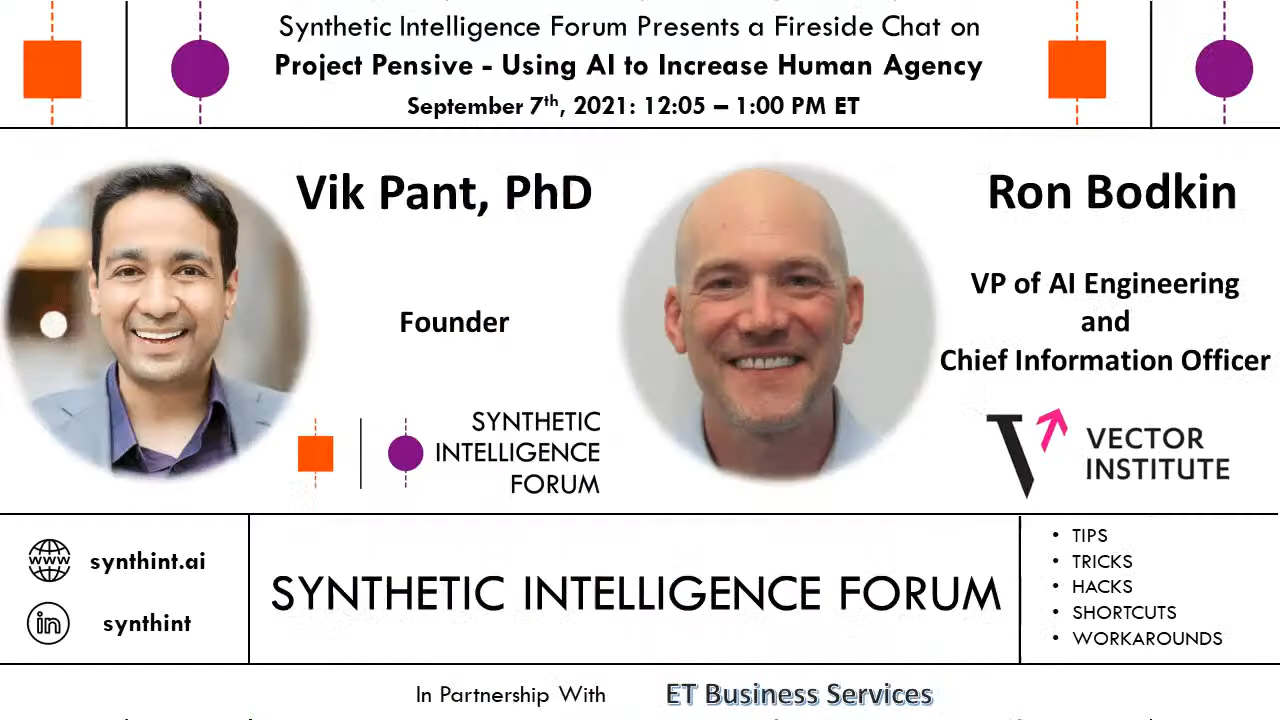 Synthetic Intelligence Forum Presents a Fireside Chat on
Project Pensive - Using AI to Increase Human Agency
September 7th, 2021: 12:05 – 1:00 PM ET
Vik Pant, PhD
Founder
SYNTHETIC
INTELLIGENCE
FORUM
Ron Bodkin
VP of AI Engineering
and
Chief Information Officer
VECTOR
INSTITUTE
www
synthint.ai
in
synthint
SYNTHETIC INTELLIGENCE FORUM
• TIPS
• TRICKS
• HACKS
• SHORTCUTS
• WORKAROUNDS
In Partnership With ET Business Services